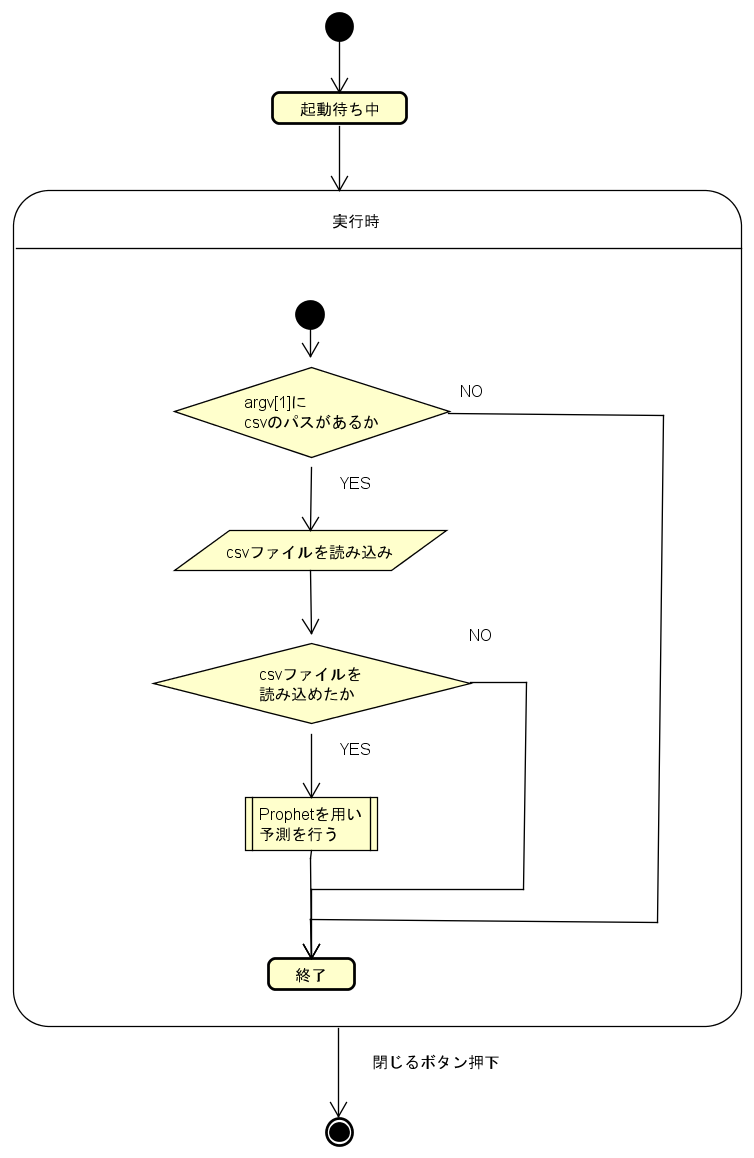 起動待ち中
実行時
argv[1]に
csvのパスがあるか
NO
YES
csvファイルを読み込み
csvファイルを
読み込めたか
NO
YES
Prophetを用い
予測を行う
終了
閉じるボタン押下